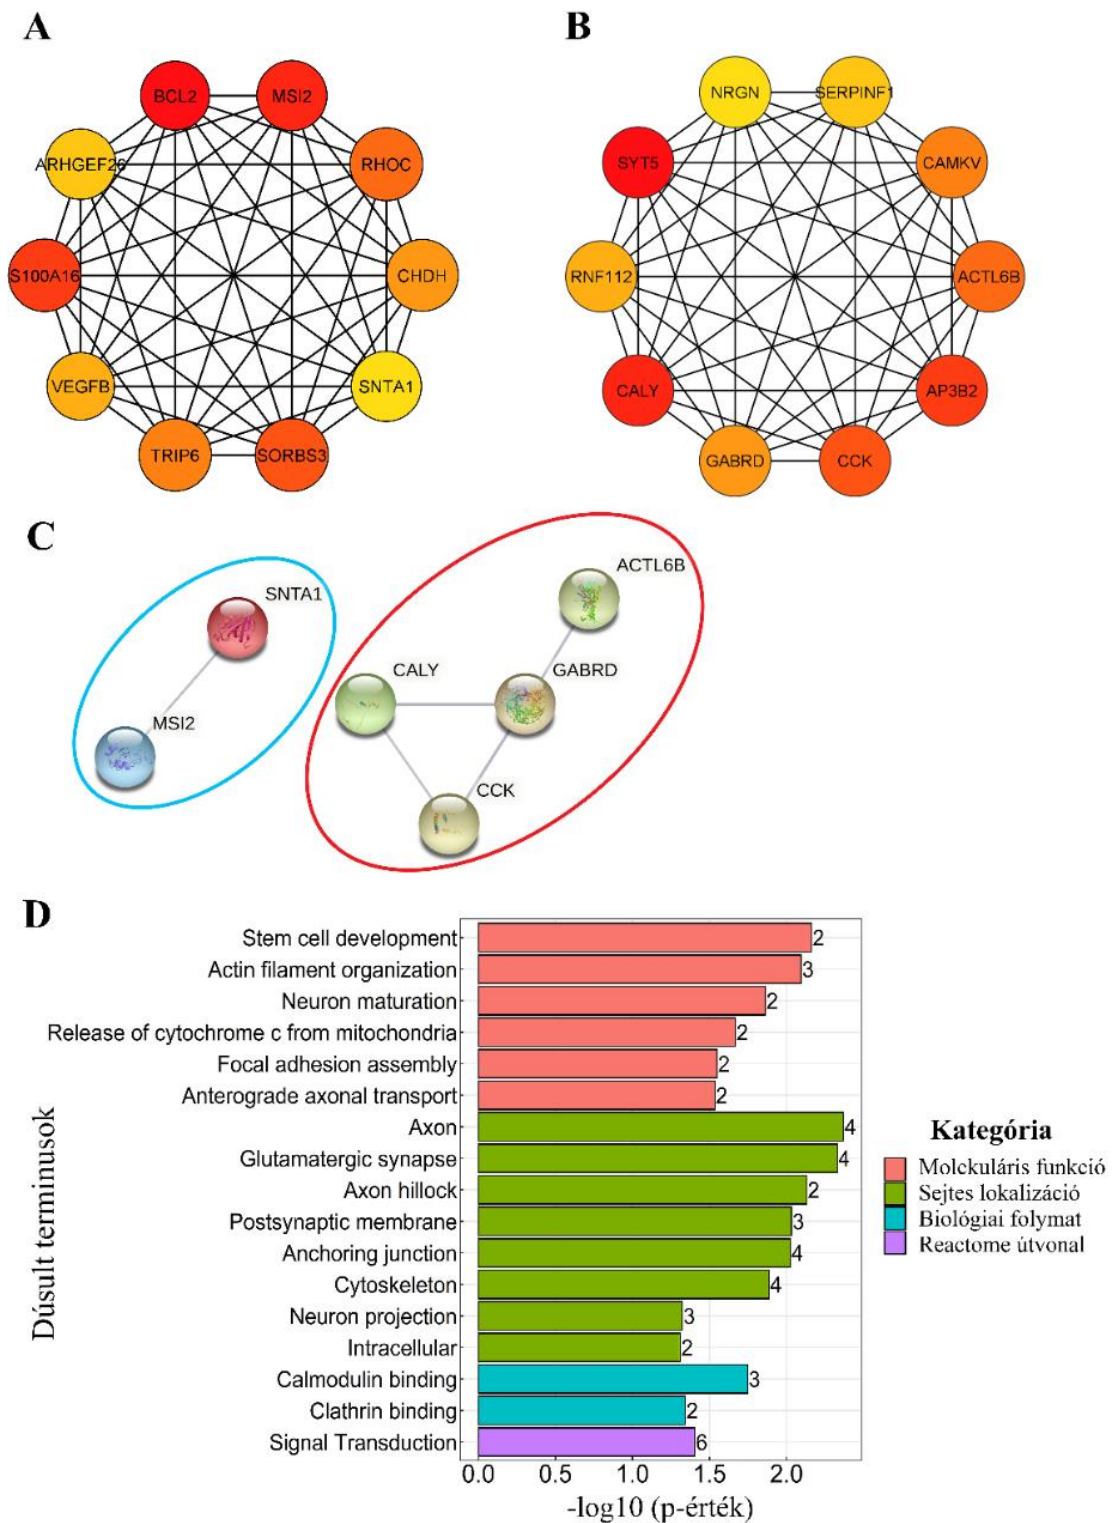 A
BCL2
MSI2
ARHGEF26
RHOC
S100A16
CHDH
VEGFB
SNTA1
TRIP6
SORBS3
B
NRGN
SERPINF1
SYT5
CAMKV
RNF112
ACTL6B
CALY
AP3B2
GABRD
CCK
C
SNTA1
MSI2
ACTL6B
CALY
GABRD
CCK
D
Dúsult terminusok
Stem cell development 2
Actin filament organization 3
Neuron maturation 2
Release of cytochrome c from mitochondria 2
Focal adhesion assembly 2
Anterograde axonal transport 2
Axon 4
Glutamatergic synapse 4
Axon hillock 2
Postsynaptic membrane 3
Anchoring junction 4
Cytoskeleton 4
Neuron projection 3
Intracellular 2
Calmodulin binding 3
Clathrin binding 2
Signal Transduction 6
0.0 0.5 1.0 1.5 2.0
-log10 (p-érték)
Kategória
Molekuláris funkció
Sejtes lokalizáció
Biológiai folymat
Reactome útvonal